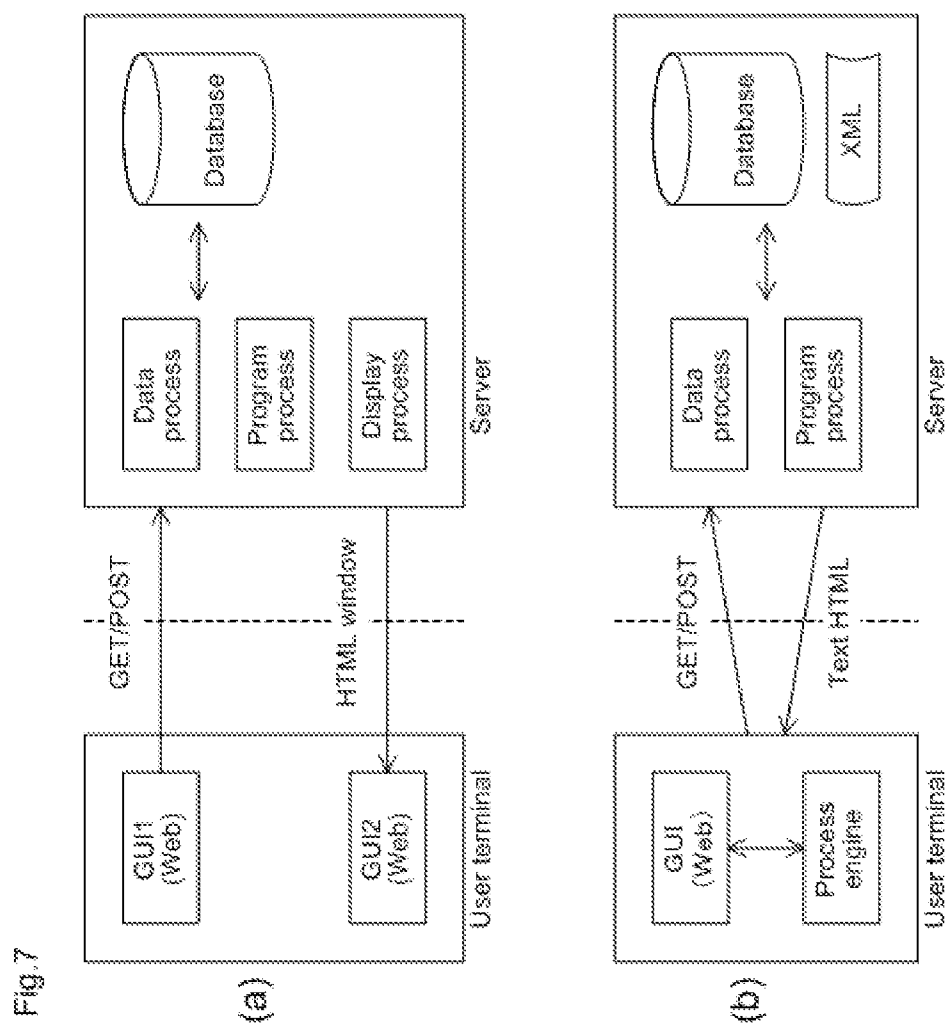 Fig.7
(a)
GUI1
(Web)
GUI2
(Web)
User terminal
GET/POST
HTML window
Data
process
Program
process
Display
process
Database
Server
(b)
GUI
(Web)
Process
engine
User terminal
GET/POST
Text HTML
Data
process
Program
process
Database
XML
Server